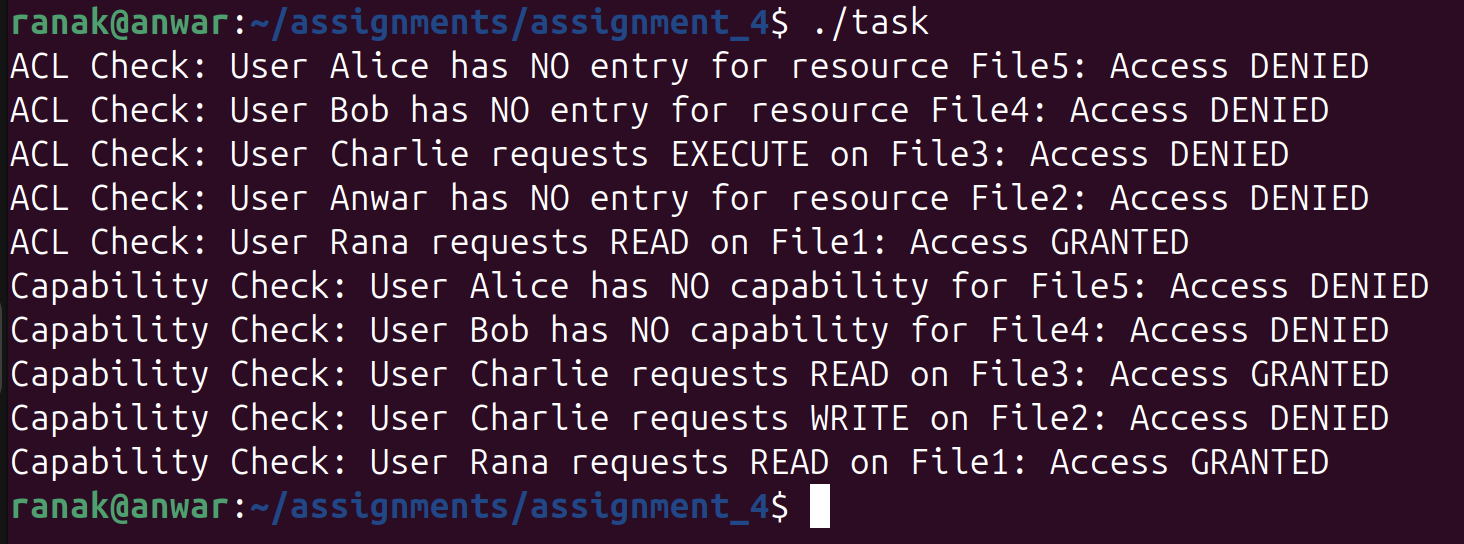 ranak@anwar:~/assignments/assignment_4$ ./task
ACL Check: User Alice has NO entry for resource File5: Access DENIED
ACL Check: User Bob has NO entry for resource File4: Access DENIED
ACL Check: User Charlie requests EXECUTE on File3: Access DENIED
ACL Check: User Anwar has NO entry for resource File2: Access DENIED
ACL Check: User Rana requests READ on File1: Access GRANTED
Capability Check: User Alice has NO capability for File5: Access DENIED
Capability Check: User Bob has NO capability for File4: Access DENIED
Capability Check: User Charlie requests READ on File3: Access GRANTED
Capability Check: User Charlie requests WRITE on File2: Access DENIED
Capability Check: User Rana requests READ on File1: Access GRANTED
ranak@anwar:~/assignments/assignment_4$